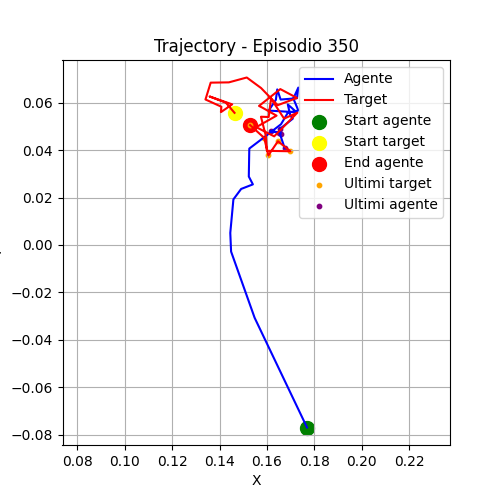 Trajectory - Episodio 350
Agente
Target
Start agente
Start target
End agente
Ultimi target
Ultimi agente
0.06
0.04
0.02
0.00
−0.02
−0.04
−0.06
−0.08
0.08
0.10
0.12
0.14
0.16
0.18
0.20
0.22
X